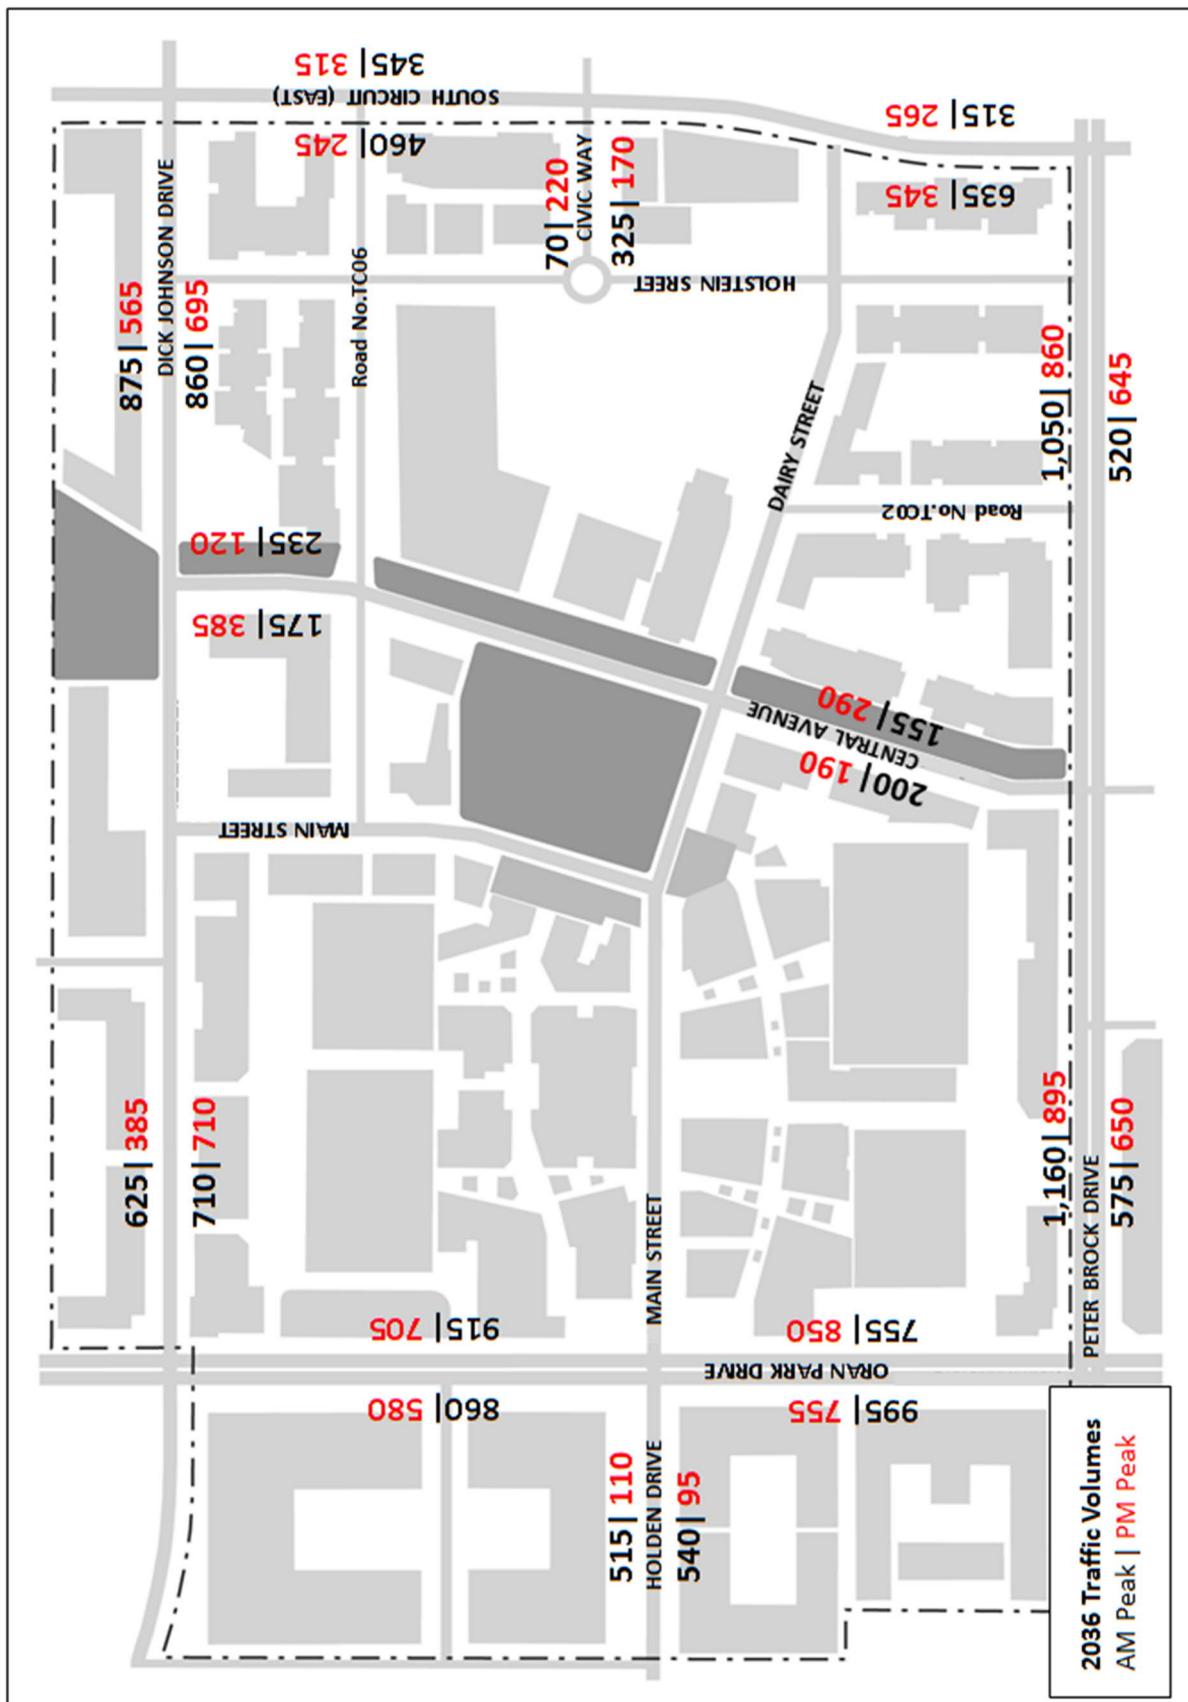 345| 315
SOUTH CIRCUIT (EAST)
460| 245
315| 265
635| 345
DICK JOHNSON DRIVE
875| 565
860| 695
Road No.TC06
70| 220
CIVIC WAY
325| 170
HOLSTEIN SREET
DAIRY STREET
1,050| 860
520| 645
Road No.TC02
235| 120
175| 385
155| 290
CENTRAL AVENUE
200| 190
MAIN STREET
625| 385
710| 710
1,160| 895
PETER BROCK DRIVE
575| 650
MAIN STREET
915| 705
755| 850
ORAN PARK DRIVE
860| 580
995| 755
515| 110
HOLDEN DRIVE
540| 95
2036 Traffic Volumes
AM Peak | PM Peak